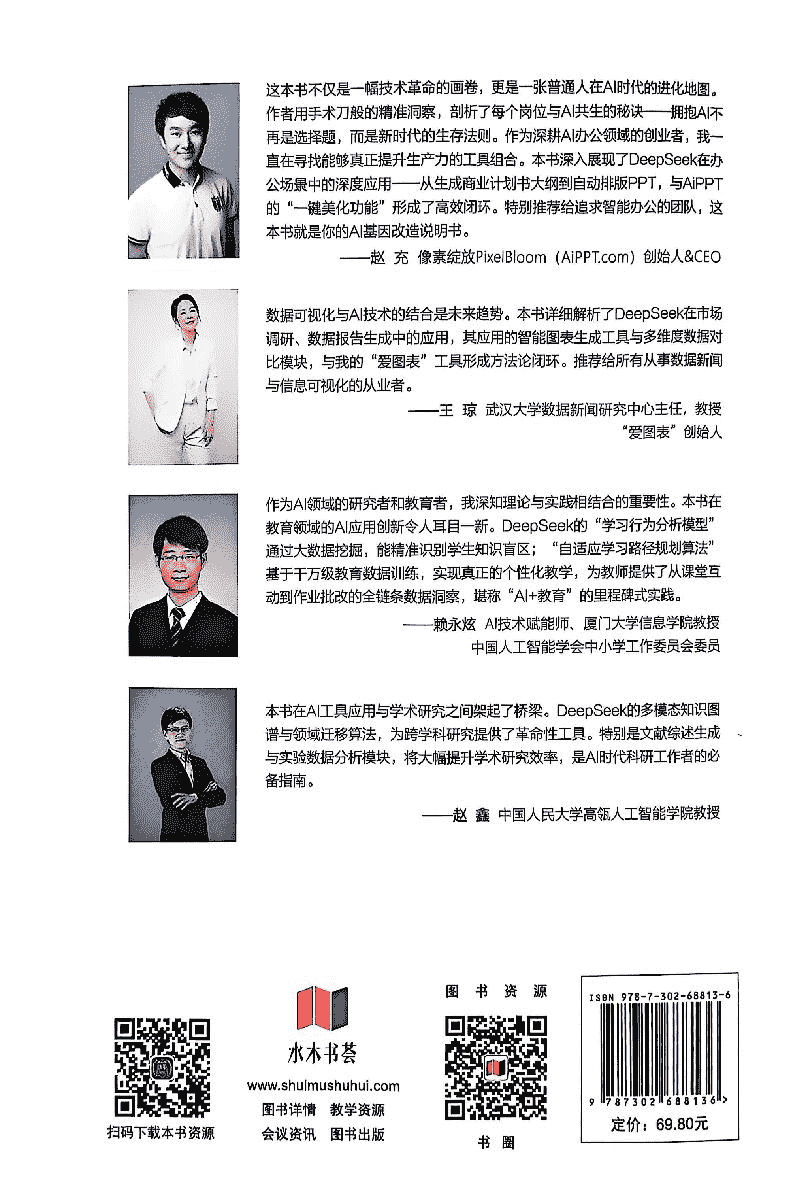 这本书不仅是一幅技术革命的画卷，更是一张普通人在AI时代的进化地图。
作者用手术刀般的精准洞察，剖析了每个岗位与AI共生的秘诀——拥抱AI不
再是选择题，而是新时代的生存法则。作为深耕AI办公领域的创业者，我一
直在寻找能够真正提升生产力的工具组合。本书深入展现了DeepSeek在办
公场景中的深度应用——从生成商业计划书大纲到自动排版PPT，与AiPPT
的“一键美化功能”形成了高效闭环。特别推荐给追求智能办公的团队，这
本书就是你的AI基因改造说明书。
——赵 充 像素绽放PixelBloom（AiPPT.com）创始人&CEO
数据可视化与AI技术的结合是未来趋势。本书详细解析了DeepSeek在市场
调研、数据报告生成中的应用，其应用的智能图表生成工具与多维度数据对
比模块，与我的“爱图表”工具形成方法论闭环。推荐给所有从事数据新闻
与信息可视化的从业者。
——王 琼 武汉大学数据新闻研究中心主任，教授
“爱图表”创始人
作为AI领域的研究者和教育者，我深知理论与实践相结合的重要性。本书在
教育领域的AI应用创新令人耳目一新。DeepSeek的“学习行为分析模型”
通过大数据挖掘，能精准识别学生知识盲区；“自适应学习路径规划算法”
基于千万级教育数据训练，实现真正的个性化教学，为教师提供了从课堂互
动到作业批改的全链条数据洞察，堪称“AI+教育”的里程碑式实践。
——赖永炫 AI技术赋能师、厦门大学信息学院教授
中国人工智能学会中小学工作委员会委员
本书在AI工具应用与学术研究之间架起了桥梁。DeepSeek的多模态知识图
谱与领域迁移算法，为跨学科研究提供了革命性工具。特别是文献综述生成
与实验数据分析模块，将大幅提升学术研究效率，是AI时代科研工作者的必
备指南。
——赵 鑫 中国人民大学高瓴人工智能学院教授
扫码下载本书资源
水木书荟
www.shuimushuhui.com
图书详情 教学资源
会议资讯 图书出版
图 书 资 源
书 圈
ISBN 978-7-302-68813-6
9 787302 688136 >
定价：69.80元